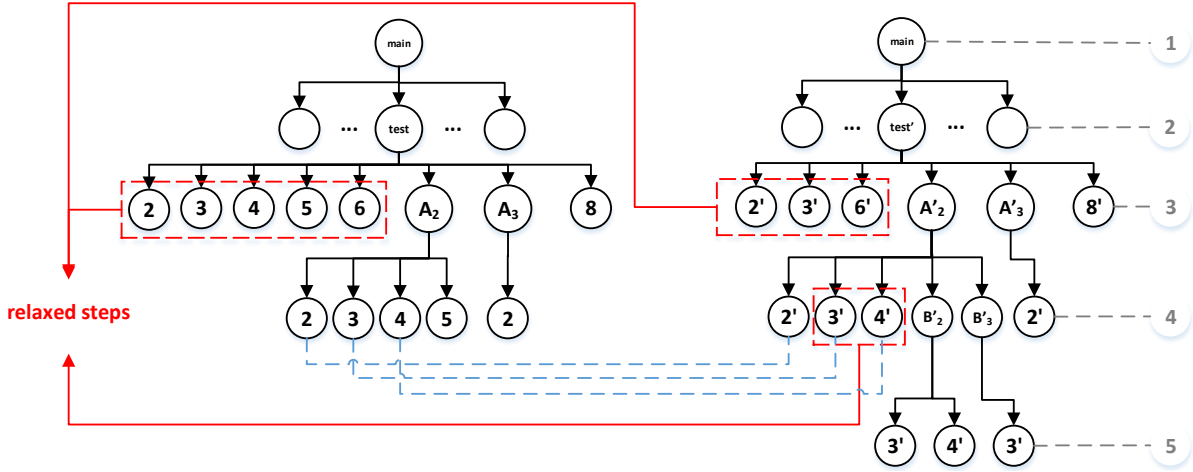 main main 1
... test ... ... test' ... 2
2 3 4 5 6 A2 A3 8 2' 3' 6' A'2 A'3 8' 3
relaxed steps
2 3 4 5 2 2' 3' 4' B'2 B'3 2' 4
3' 4' 3' 5